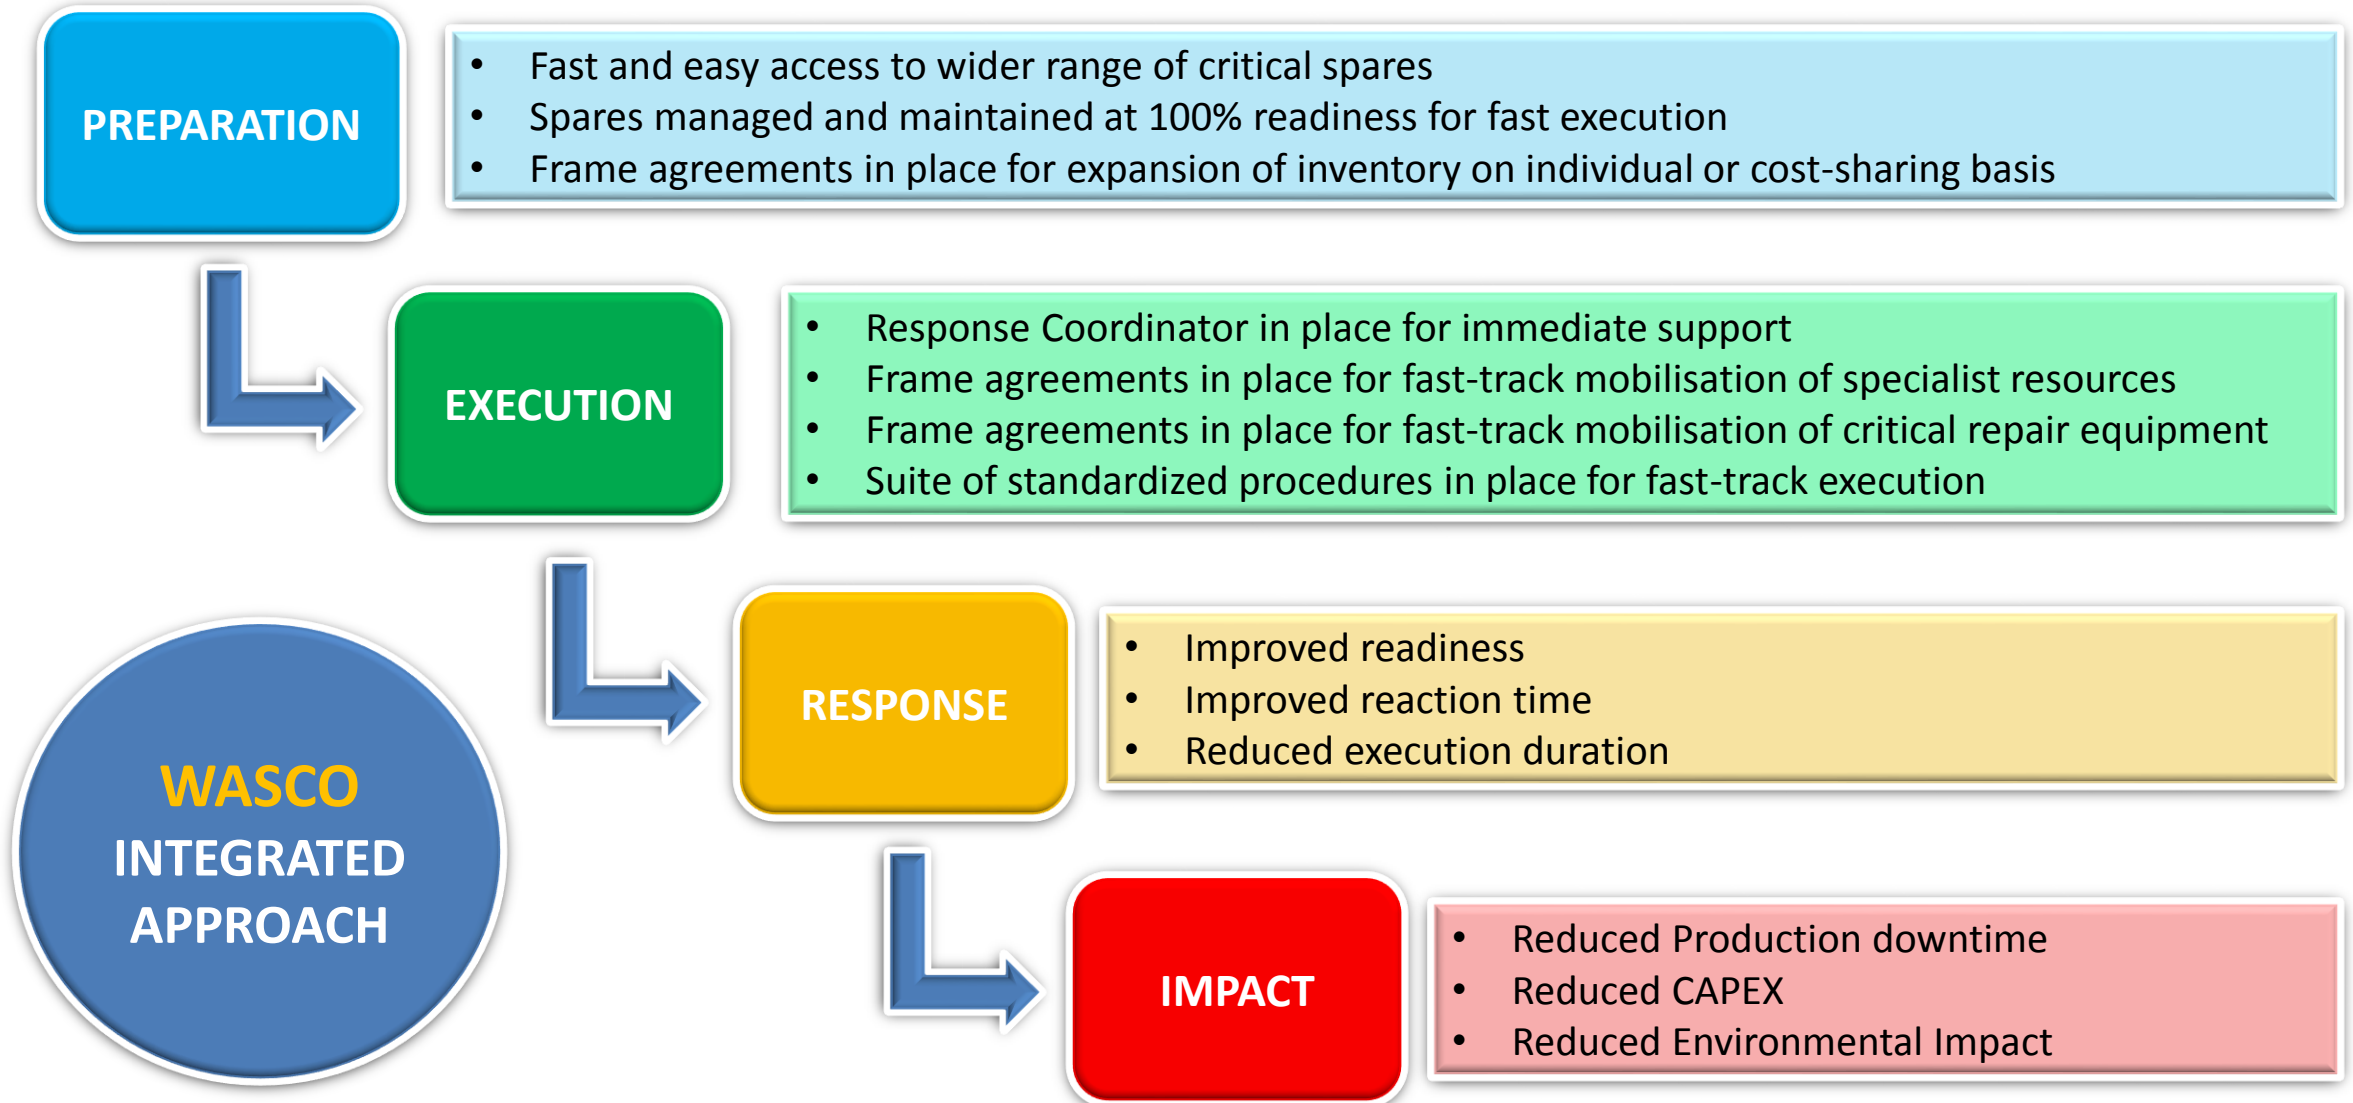 PREPARATION
• Fast and easy access to wider range of critical spares
• Spares managed and maintained at 100% readiness for fast execution
• Frame agreements in place for expansion of inventory on individual or cost-sharing basis
EXECUTION
• Response Coordinator in place for immediate support
• Frame agreements in place for fast-track mobilisation of specialist resources
• Frame agreements in place for fast-track mobilisation of critical repair equipment
• Suite of standardized procedures in place for fast-track execution
RESPONSE
• Improved readiness
• Improved reaction time
• Reduced execution duration
WASCO
INTEGRATED
APPROACH
IMPACT
• Reduced Production downtime
• Reduced CAPEX
• Reduced Environmental Impact